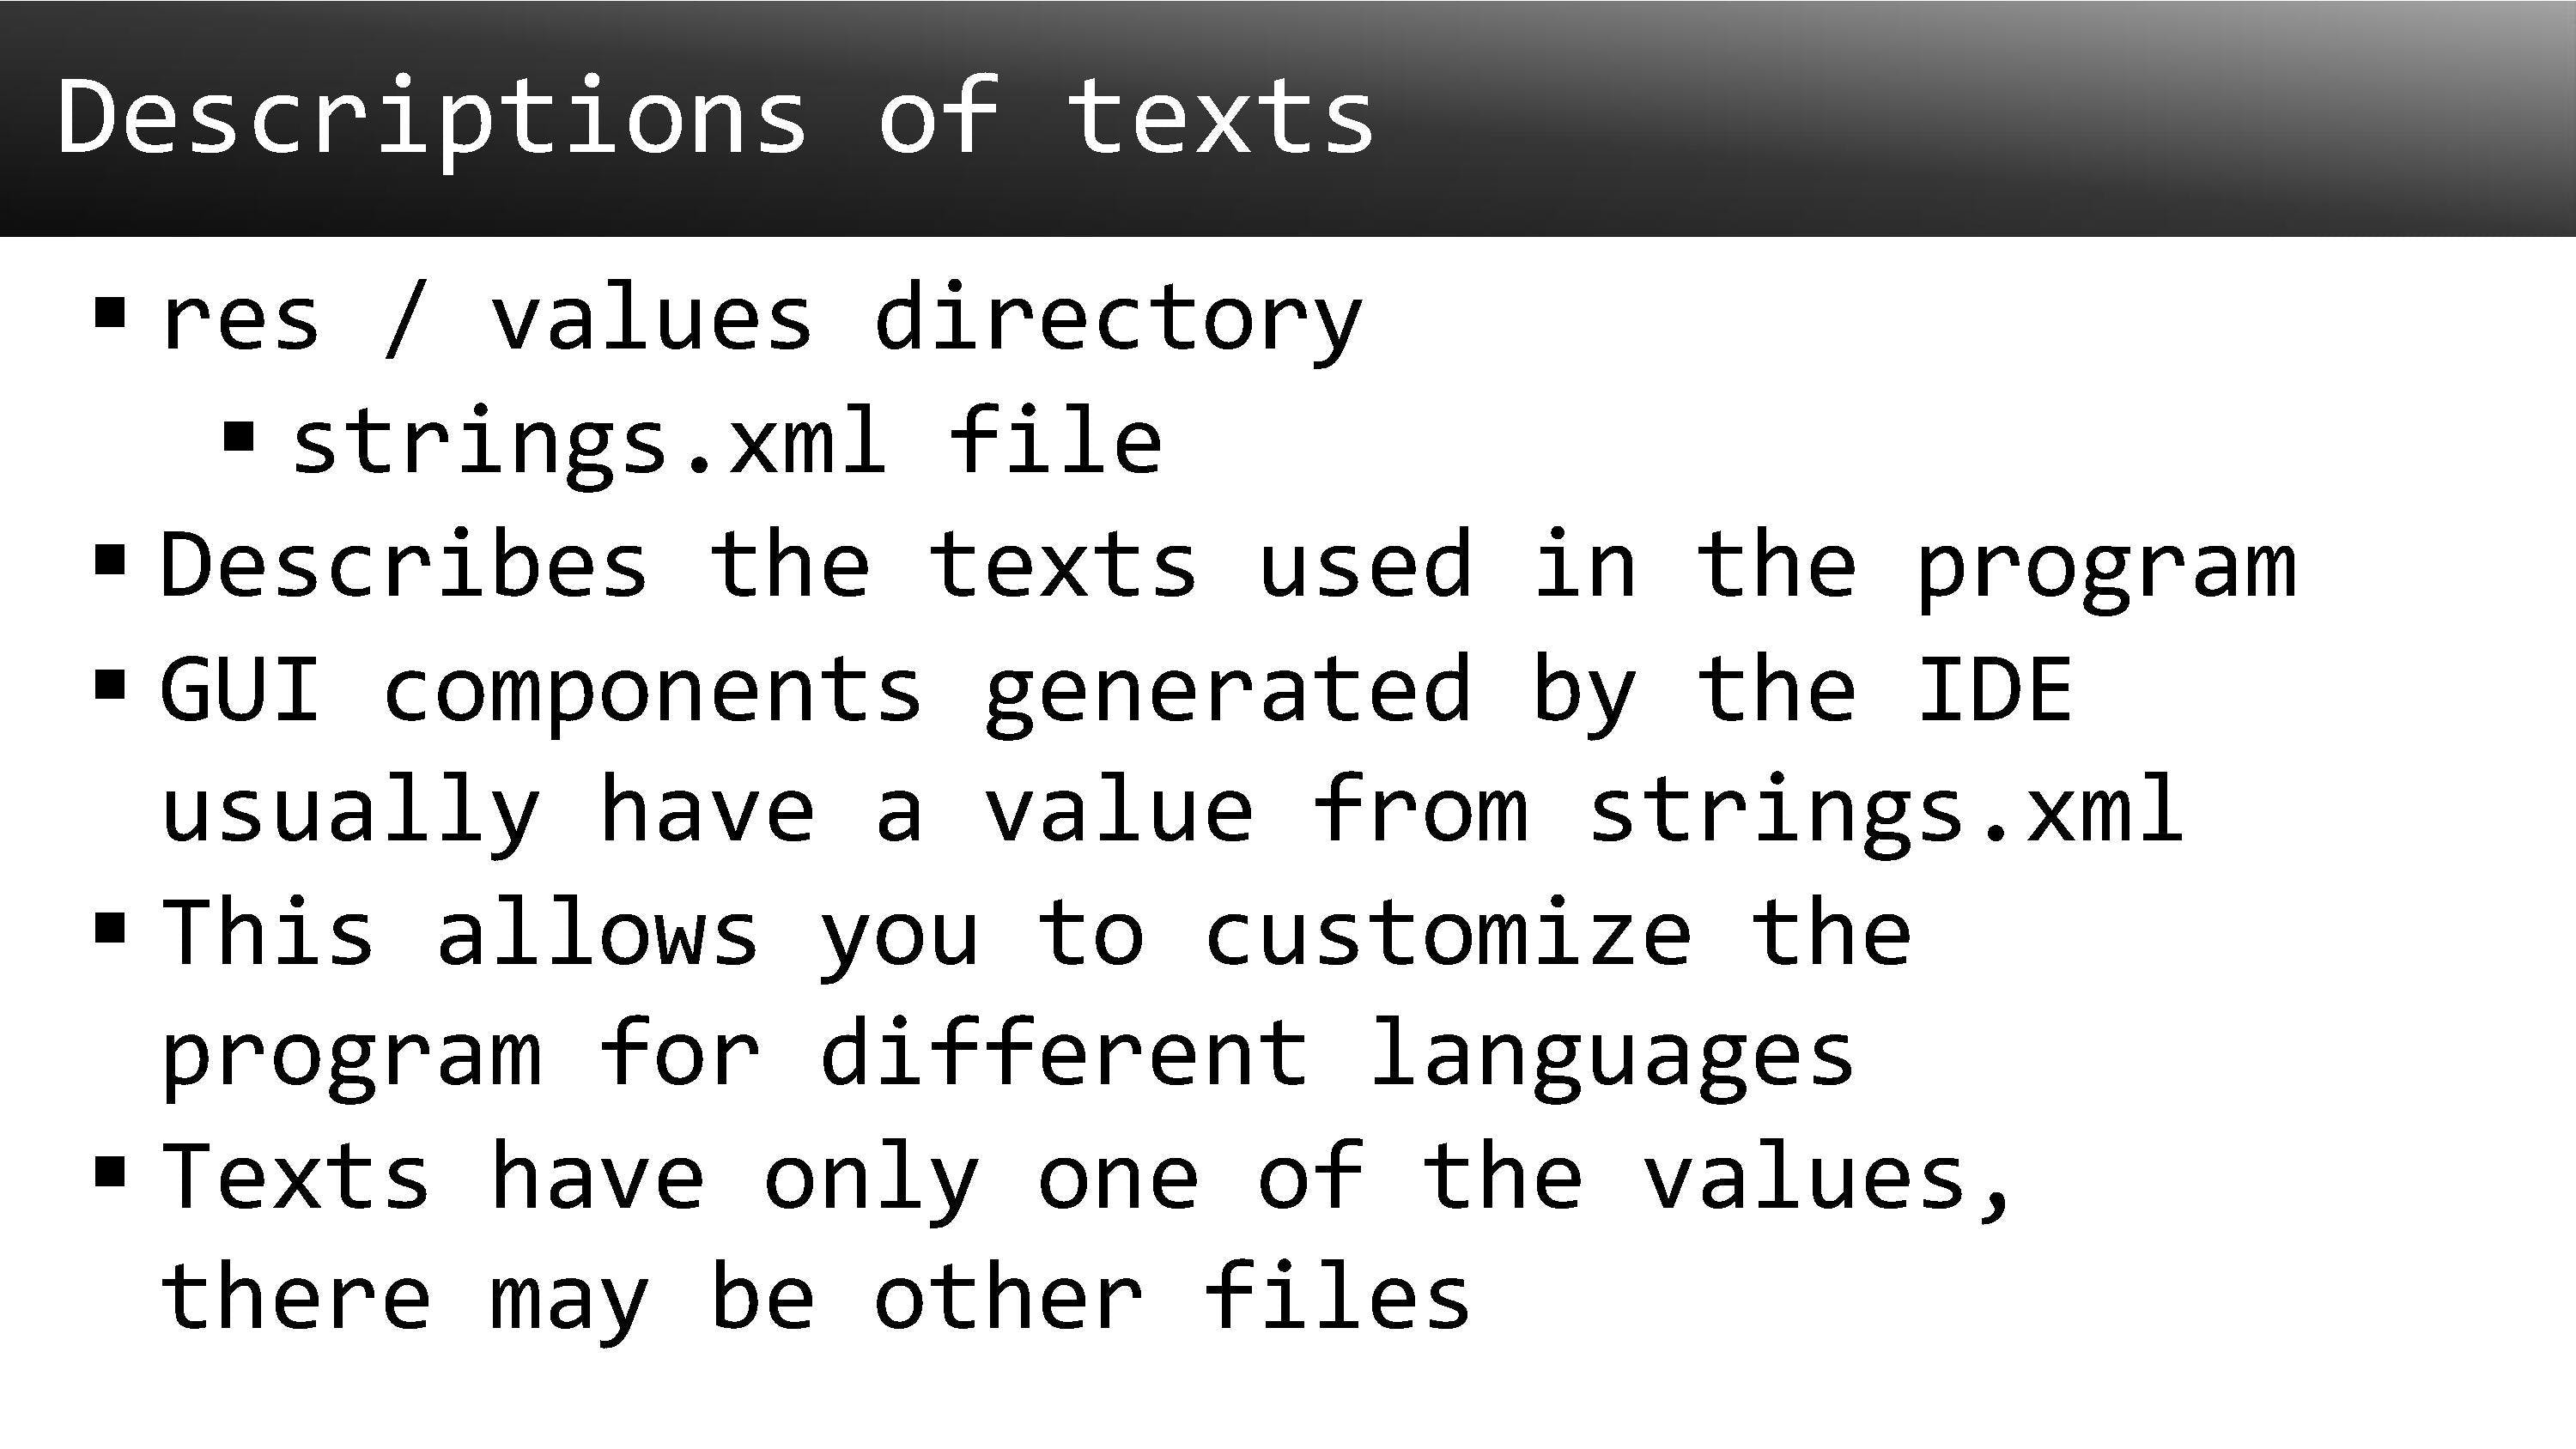 Descriptions of texts
▪ res / values directory
▪ strings.xml file
▪ Describes the texts used in the program
▪ GUI components generated by the IDE
usually have a value from strings.xml
▪ This allows you to customize the
program for different languages
▪ Texts have only one of the values,
there may be other files